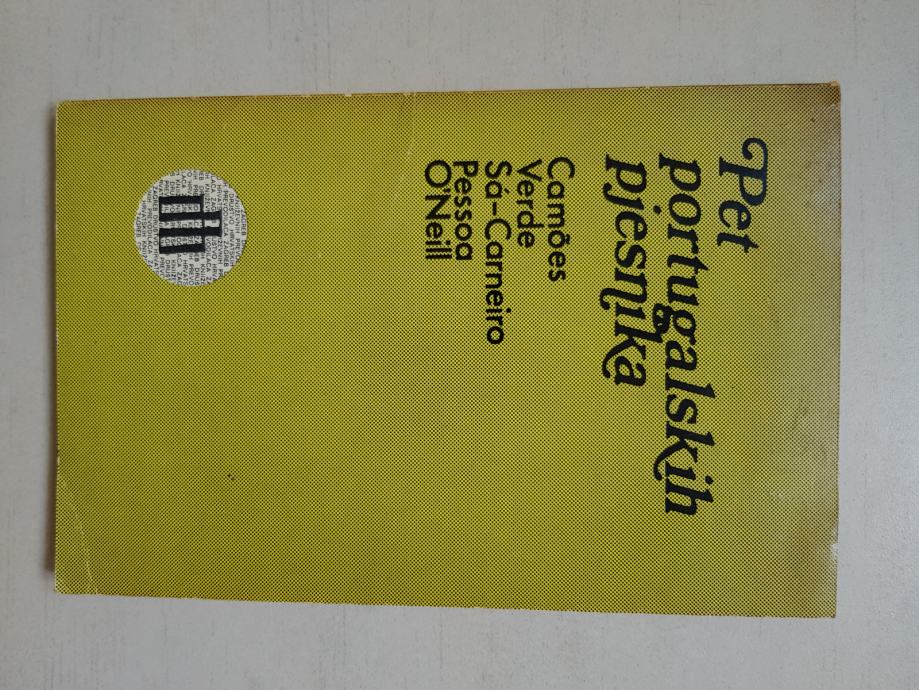 Pet
portugalskih
pjesnika
Camões
Verde
Sá-Carneiro
Pessoa
O'Neill